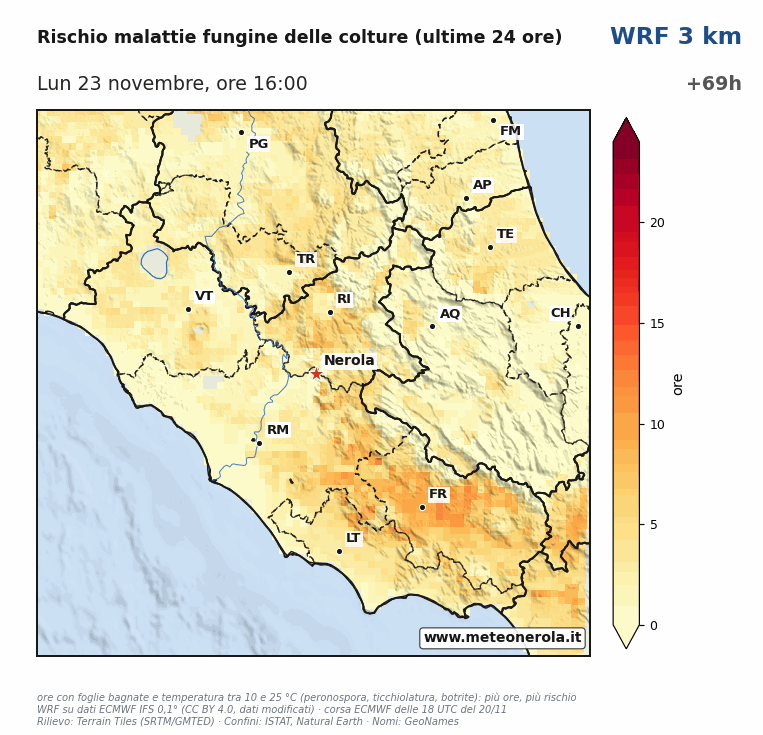 Rischio malattie fungine delle colture (ultime 24 ore)
WRF 3 km
Lun 23 novembre, ore 16:00
+69h
FM
PG
AP
TE
TR
RI
VT
AQ
CH
Nerola
RM
FR
LT
www.meteonerola.it
20
15
10
5
0
ore
ore con foglie bagnate e temperatura tra 10 e 25 °C (peronospora, ticchiolatura, botrite): più ore, più rischio
WRF su dati ECMWF IFS 0,1° (CC BY 4.0, dati modificati) · corsa ECMWF delle 18 UTC del 20/11
Rilievo: Terrain Tiles (SRTM/GMTED) · Confini: ISTAT, Natural Earth · Nomi: GeoNames